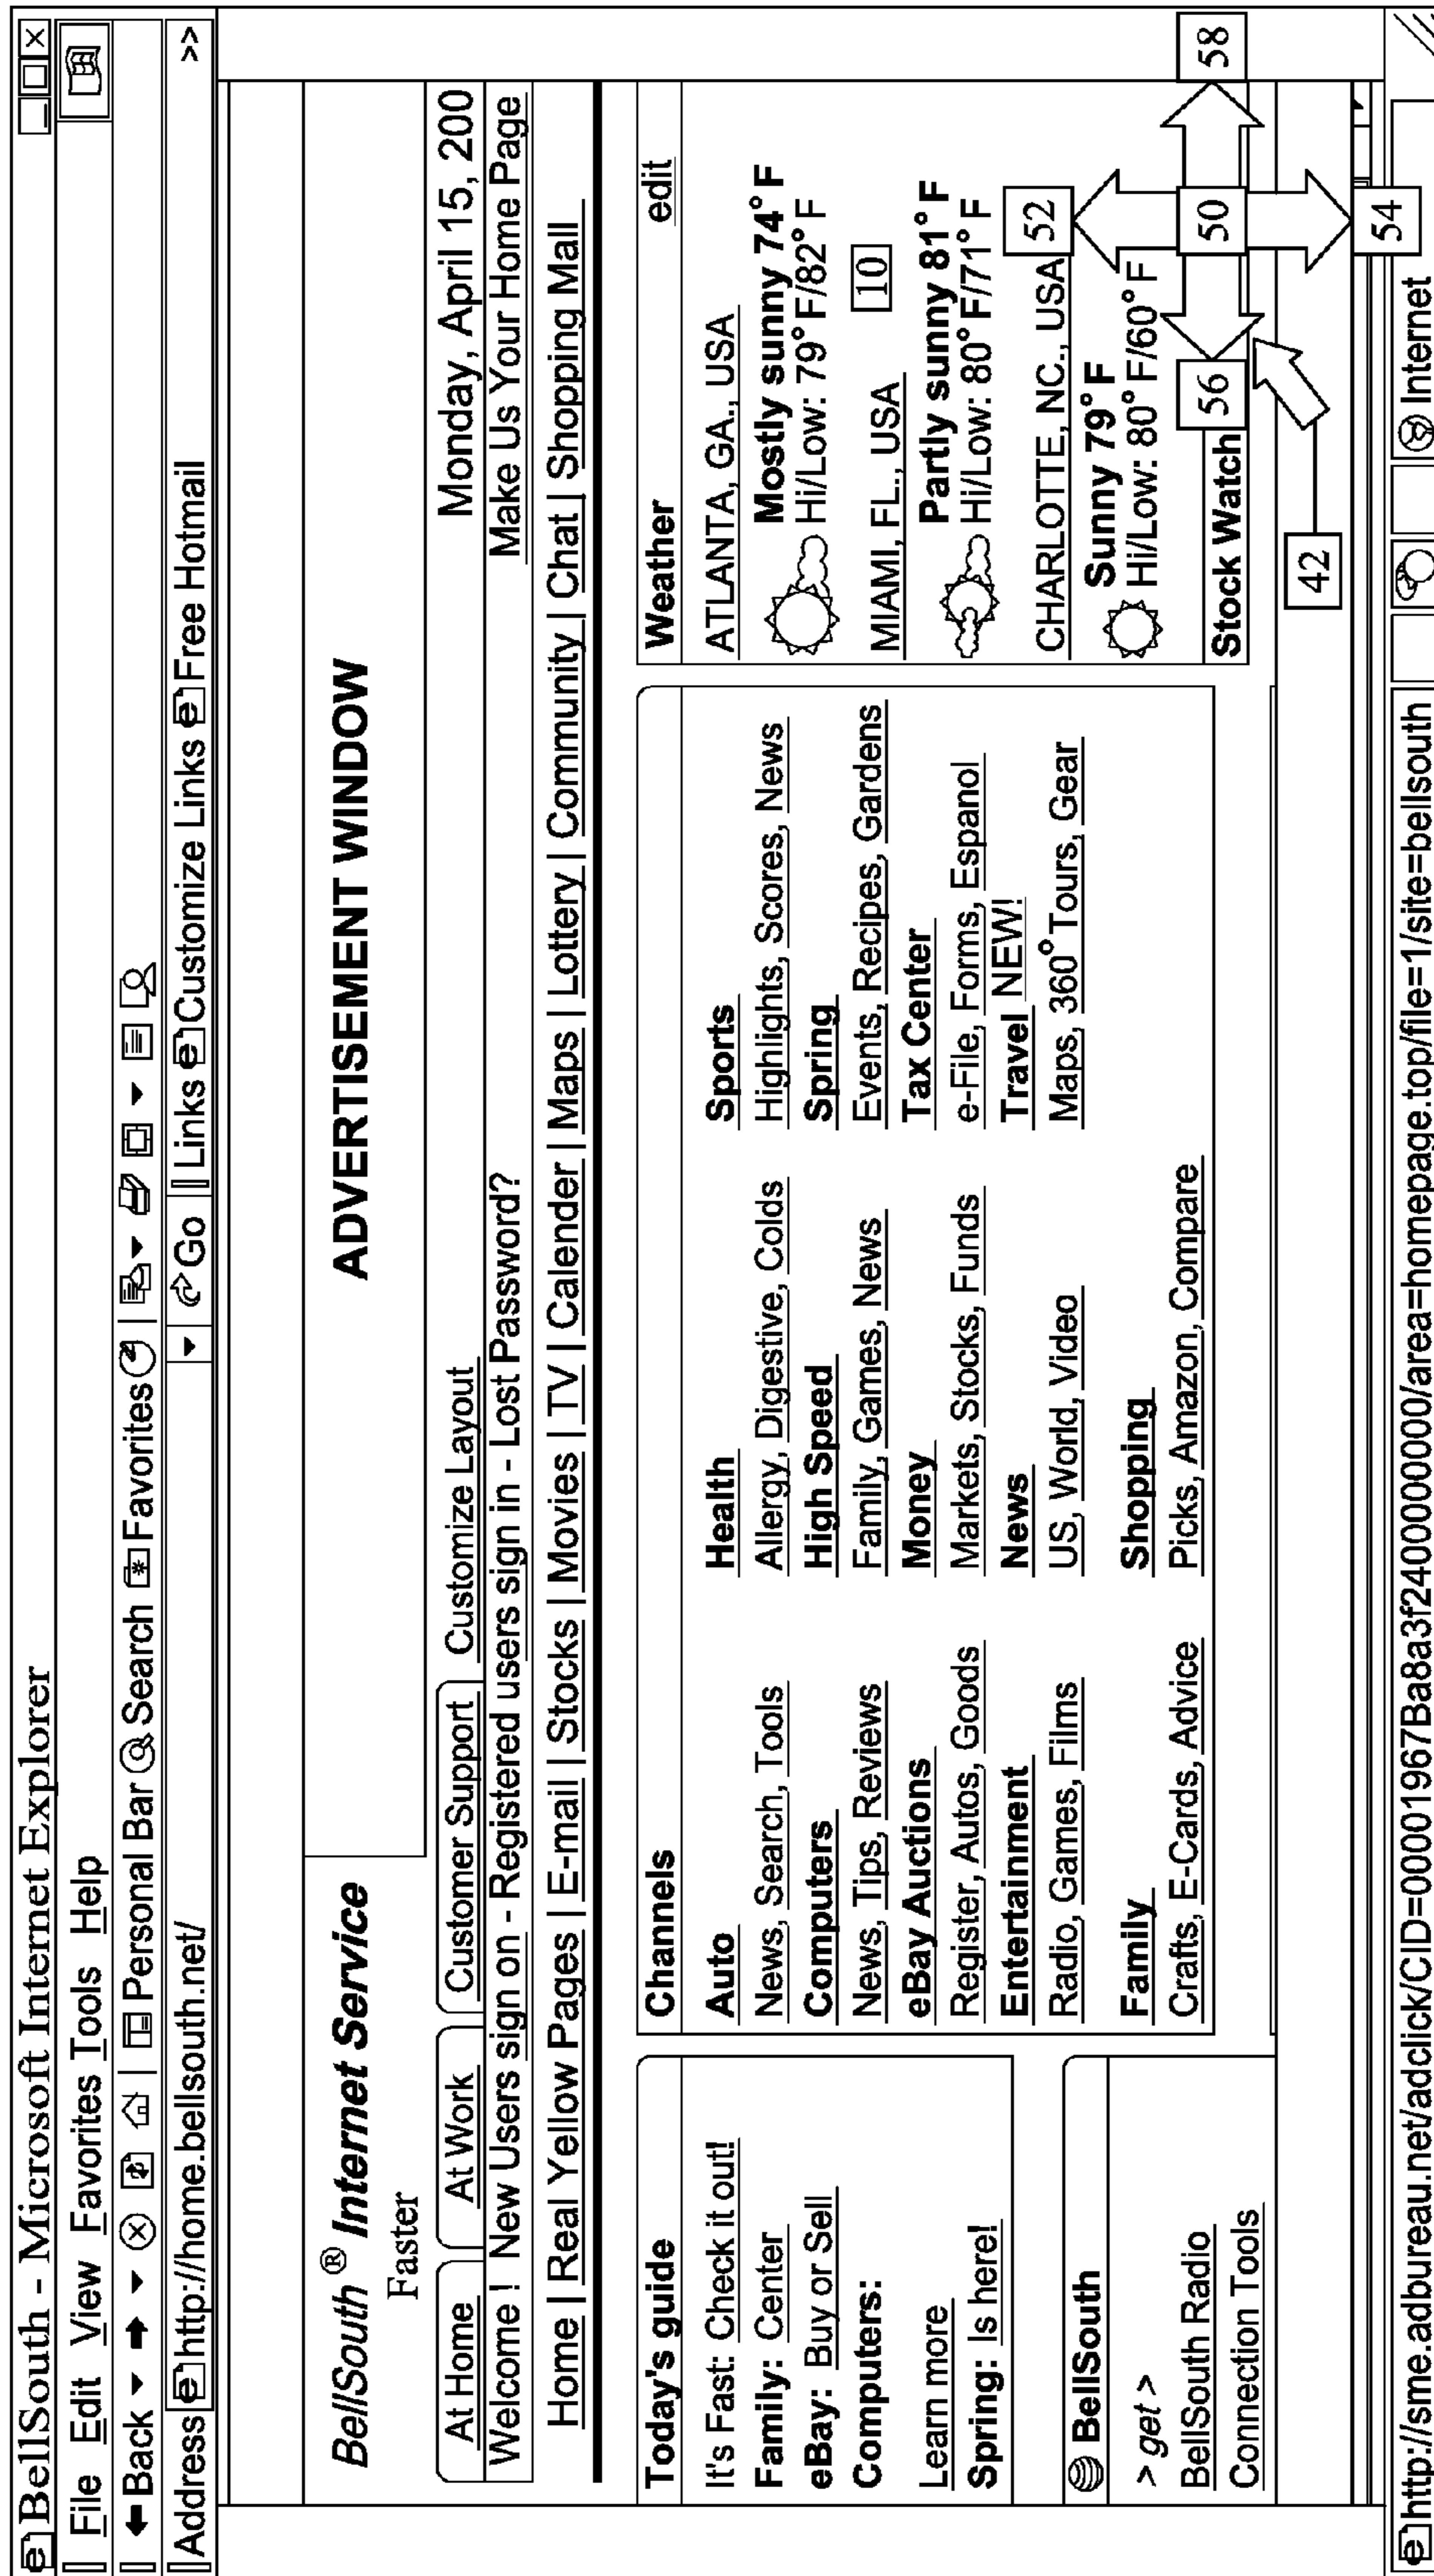 BellSouth - Microsoft Internet Explorer
File Edit View Favorites Tools Help
Back Personal Bar Search Favorites
Address http://home.bellsouth.net/ Go Links Customize Links Free Hotmail >>
BellSouth® Internet Service
Faster
ADVERTISEMENT WINDOW
At Home At Work Customer Support Customize Layout Monday, April 15, 200
Welcome ! New Users sign on - Registered users sign in - Lost Password? Make Us Your Home Page
Home | Real Yellow Pages | E-mail | Stocks | Movies | TV | Calender | Maps | Lottery | Community | Chat | Shopping Mall
Today's guide
It's Fast: Check it out!
Family: Center
eBay: Buy or Sell
Computers:
Learn more
Spring: Is here!
BellSouth
> get >
BellSouth Radio
Connection Tools
Channels
Auto
News, Search, Tools
Computers
News, Tips, Reviews
eBay Auctions
Register, Autos, Goods
Entertainment
Radio, Games, Films
Family
Crafts, E-Cards, Advice
Health
Allergy, Digestive, Colds
High Speed
Family, Games, News
Money
Markets, Stocks, Funds
News
US, World, Video
Shopping
Picks, Amazon, Compare
Sports
Highlights, Scores, News
Spring
Events, Recipes, Gardens
Tax Center
e-File, Forms, Espanol
Travel NEW!
Maps, 360° Tours, Gear
Weather edit
ATLANTA, GA., USA
Mostly sunny 74° F
Hi/Low: 79° F/82° F
10
MIAMI, FL., USA
Partly sunny 81° F
Hi/Low: 80° F/71° F
CHARLOTTE, NC., USA
52
Sunny 79° F
Hi/Low: 80° F/60° F
Stock Watch
56 50 58
42
54
http://sme.adbureau.net/adclick/CID=00001967Ba8a3f2400000000/area=homepage.top/file=1/site=bellsouth Internet